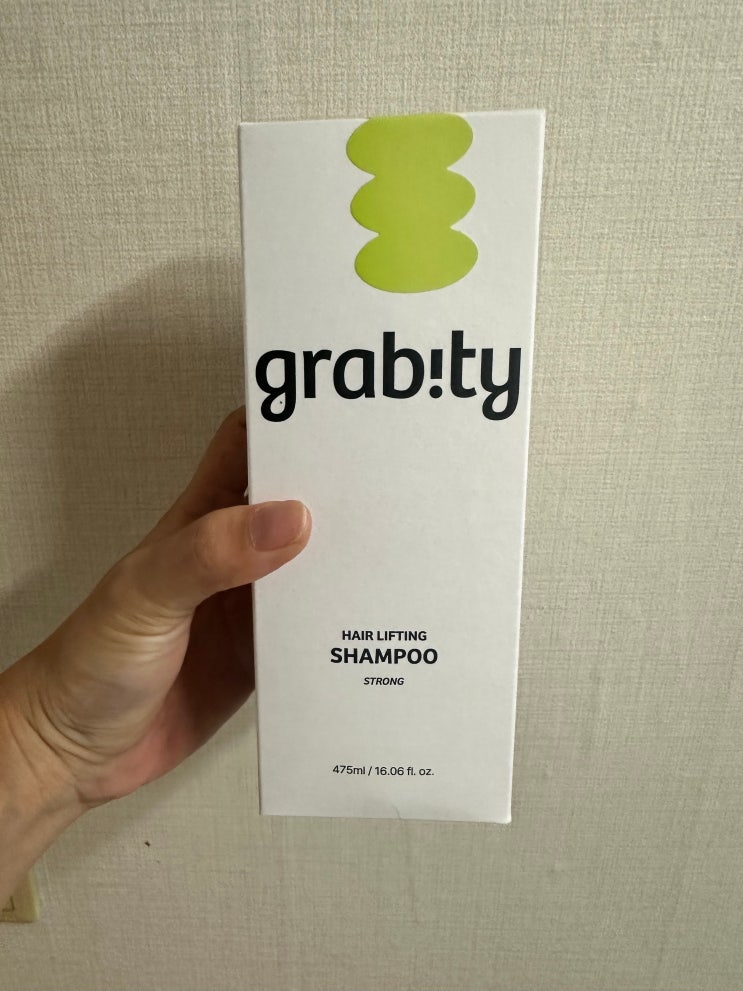 grab!ty
HAIR LIFTING
SHAMPOO
STRONG
475ml / 16.06 fl. oz.